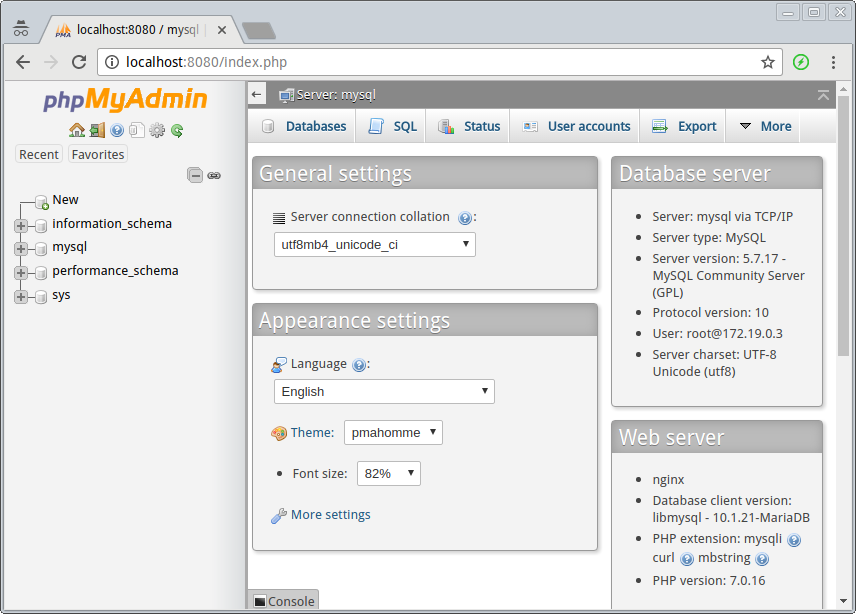 localhost:8080 / mysql
localhost:8080/index.php
phpMyAdmin
Recent
Favorites
New
information_schema
mysql
performance_schema
sys
Server: mysql
Databases
SQL
Status
User accounts
Export
More
General settings
Server connection collation :
utf8mb4_unicode_ci
Appearance settings
Language :
English
Theme:
pmahomme
Font size:
82%
More settings
Console
Database server
Server: mysql via TCP/IP
Server type: MySQL
Server version: 5.7.17 -
MySQL Community Server
(GPL)
Protocol version: 10
User: root@172.19.0.3
Server charset: UTF-8
Unicode (utf8)
Web server
nginx
Database client version:
libmysql - 10.1.21-MariaDB
PHP extension: mysqli
curl mbstring
PHP version: 7.0.16